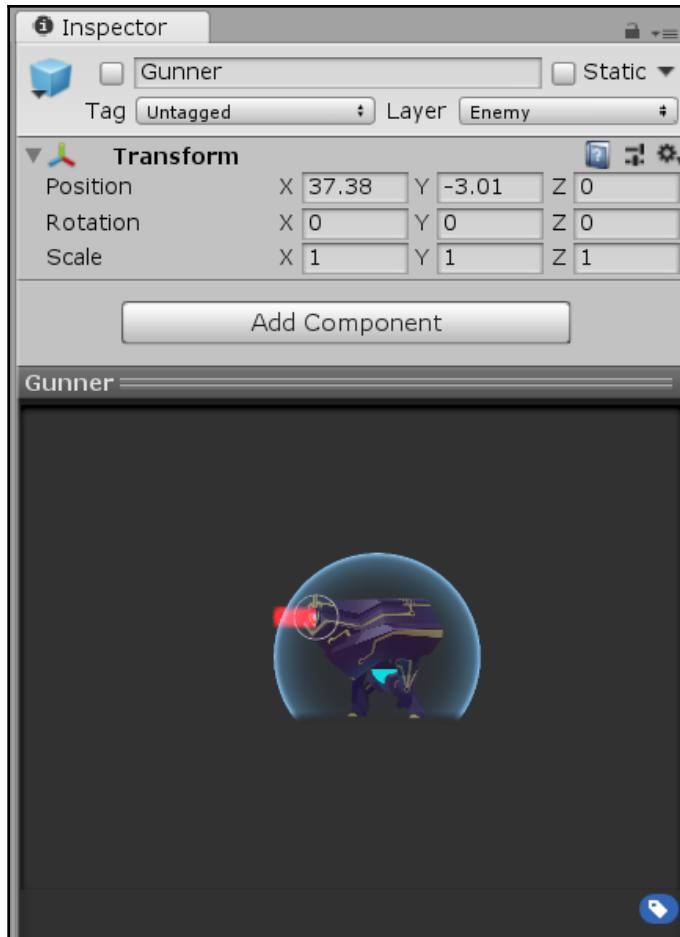 Inspector
Gunner Static
Tag Untagged Layer Enemy
Transform
Position X 37.38 Y -3.01 Z 0
Rotation X 0 Y 0 Z 0
Scale X 1 Y 1 Z 1
Add Component
Gunner